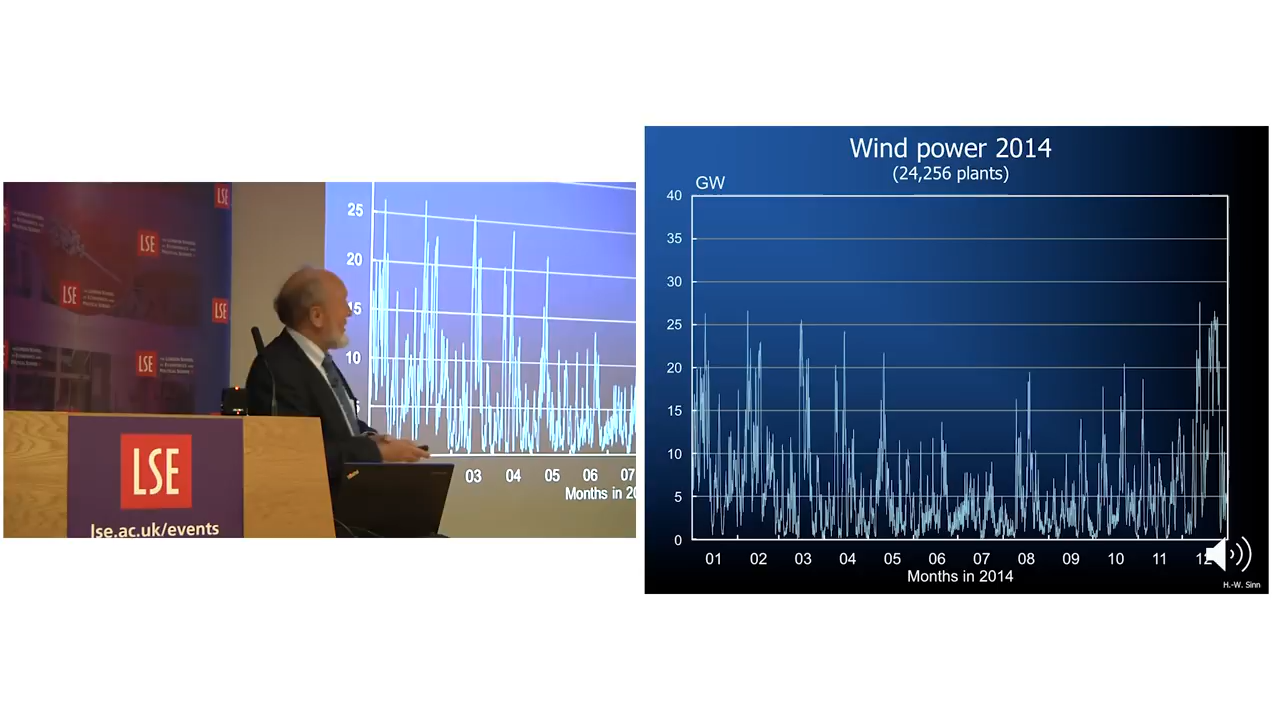 LSE
LSE
LSE
LSE
LSE
LSE
lse.ac.uk/events
25
20
15
10
03 04 05 06 07
Months in 20
Wind power 2014
(24,256 plants)
GW
40
35
30
25
20
15
10
5
0
01 02 03 04 05 06 07 08 09 10 11
Months in 2014
H.-W. Sinn